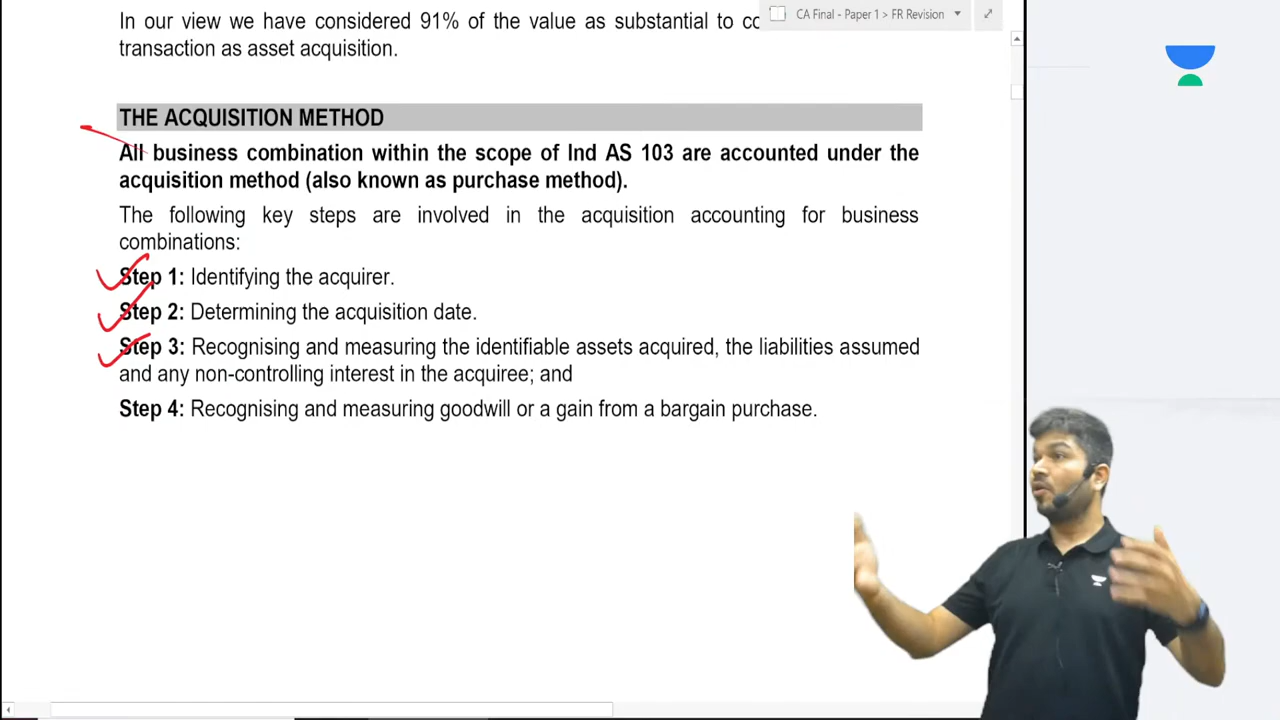 In our view we have considered 91% of the value as substantial to
transaction as asset acquisition.
CA Final - Paper 1 > FR Revision
THE ACQUISITION METHOD
All business combination within the scope of Ind AS 103 are accounted under the
acquisition method (also known as purchase method).
The following key steps are involved in the acquisition accounting for business
combinations:
Step 1: Identifying the acquirer.
Step 2: Determining the acquisition date.
Step 3: Recognising and measuring the identifiable assets acquired, the liabilities assumed
and any non-controlling interest in the acquiree; and
Step 4: Recognising and measuring goodwill or a gain from a bargain purchase.